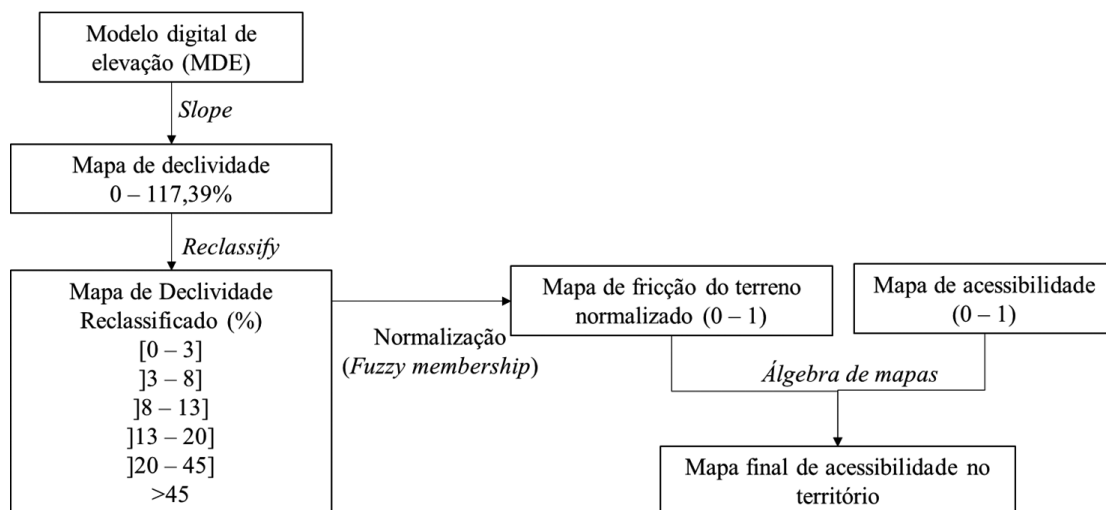 Modelo digital de
elevação (MDE)
Slope
Mapa de declividade
0 – 117,39%
Reclassify
Mapa de Declividade
Reclassificado (%)
[0 – 3]
]3 – 8]
]8 – 13]
]13 – 20]
]20 – 45]
>45
Normalização
(Fuzzy membership)
Mapa de fricção do terreno
normalizado (0 – 1)
Mapa de acessibilidade
(0 – 1)
Álgebra de mapas
Mapa final de acessibilidade no
território